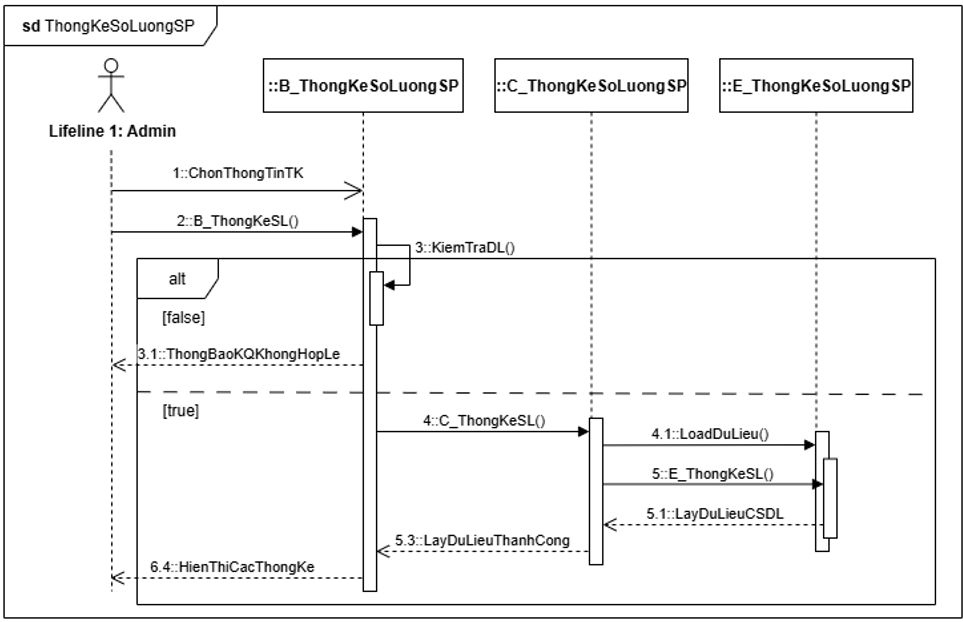 sd ThongKeSoLuongSP
::B_ThongKeSoLuongSP
::C_ThongKeSoLuongSP
::E_ThongKeSoLuongSP
Lifeline 1: Admin
1::ChonThongTinTK
2::B_ThongKeSL()
3::KiemTraDL()
alt
[false]
3.1::ThongBaoKQKhongHopLe
[true]
4::C_ThongKeSL()
4.1::LoadDuLieu()
5::E_ThongKeSL()
5.1::LayDuLieuCSDL
5.3::LayDuLieuThanhCong
6.4::HienThiCacThongKe